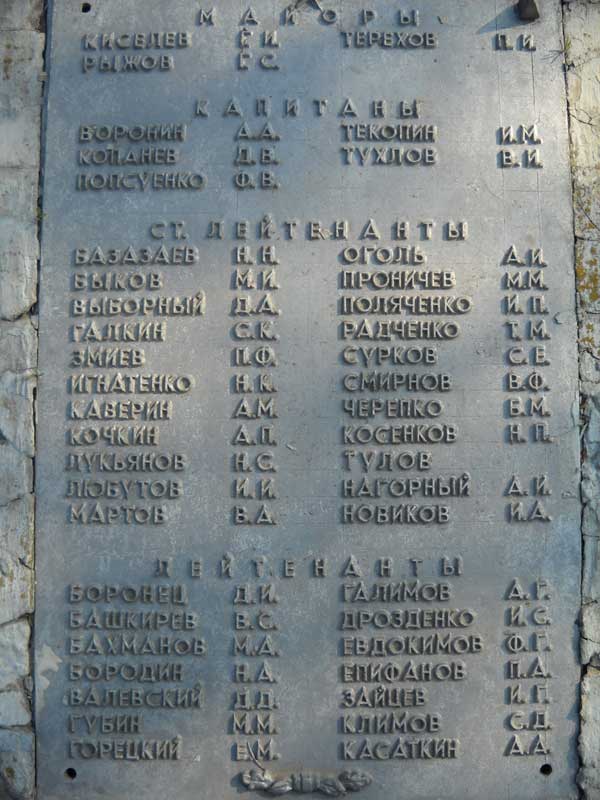 МАЙОРЫ
КИСЕЛЕВ Г.И. ТЕРЕХОВ П.И.
РЫЖОВ Г.С.
КАПИТАНЫ
ВОРОНИН А.А. ТЕКОПИН И.М.
КОПАНЕВ Д.В. ТУХЛОВ В.И.
ПОПСУЕНКО Ф.В.
СТ. ЛЕЙТЕНАНТЫ
БАЗАЗАЕВ Н.Н. ОГОЛЬ А.И.
БЫКОВ М.И. ПРОНИЧЕВ М.М.
ВЫБОРНЫЙ Д.А. ПОЛЯЧЕНКО И.П.
ГАЛКИН С.К. РАДЧЕНКО Т.М.
ЗМИЕВ П.Ф. СУРКОВ С.Е.
ИГНАТЕНКО Н.К. СМИРНОВ В.Ф.
КАВЕРИН А.М. ЧЕРЕПКО Б.М.
КОЧКИН А.П. КОСЕНКОВ Н.П.
ЛУКЬЯНОВ Н.С. ТУЛОВ
ЛЮБУТОВ И.И. НАГОРНЫЙ А.И.
МАРТОВ В.А. НОВИКОВ И.А.
ЛЕЙТЕНАНТЫ
БОРОНЕЦ Д.И. ГАЛИМОВ А.Г.
БАШКИРЕВ В.С. ДРОЗДЕНКО И.С.
БАХМАНОВ М.А. ЕВДОКИМОВ Ф.Г.
БОРОДИН Н.А. ЕПИФАНОВ П.А.
ВАЛЕВСКИЙ Д.Д. ЗАЙЦЕВ И.П.
ГУБИН М.М. КЛИМОВ С.Д.
ГОРЕЦКИЙ Е.М. КАСАТКИН А.А.